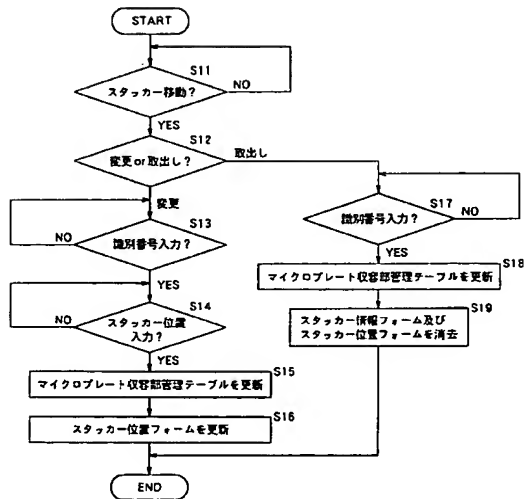 START
S11
スタッカー移動?
NO
YES
S12
変更or取出し?
取出し
変更
S13
識別番号入力?
NO
YES
S14
スタッカー位置
入力?
NO
YES
S15
マイクロプレート収容部管理テーブルを更新
S16
スタッカー位置フォームを更新
S17
識別番号入力?
NO
YES
S18
マイクロプレート収容部管理テーブルを更新
S19
スタッカー情報フォーム及び
スタッカー位置フォームを消去
END